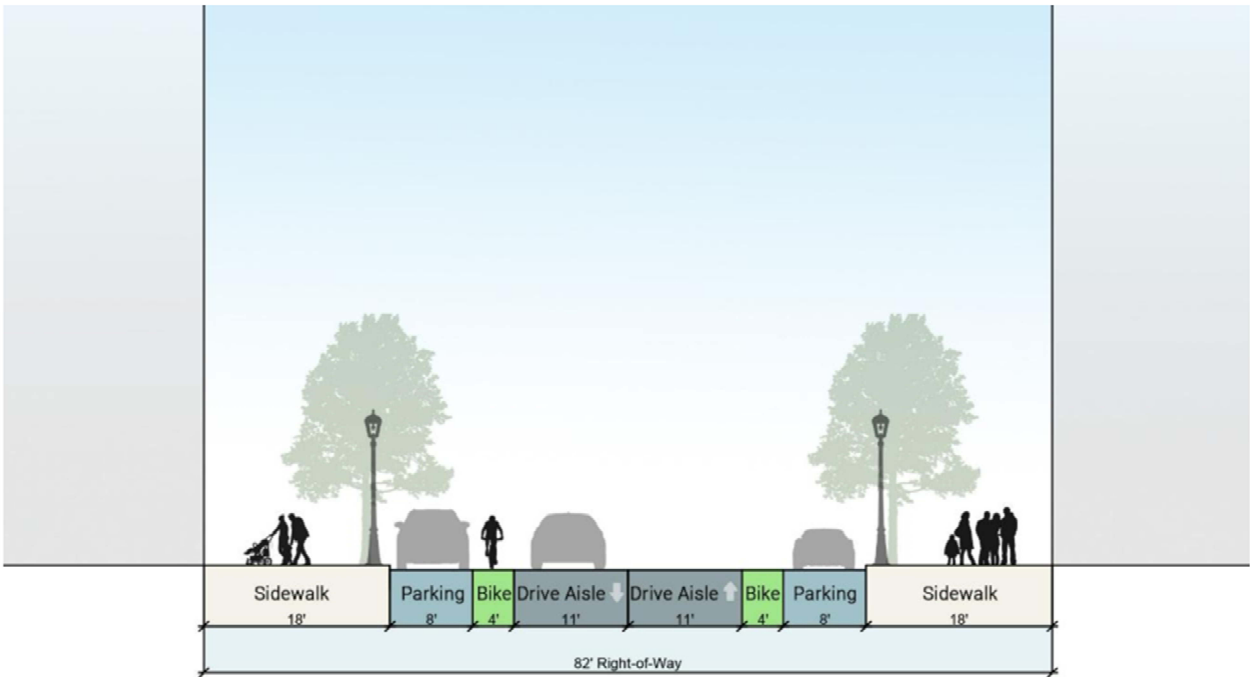 Sidewalk Parking Bike Drive Aisle Drive Aisle Bike Parking Sidewalk
18' 8' 4' 11' 11' 4' 8' 18'
82' Right-of-Way